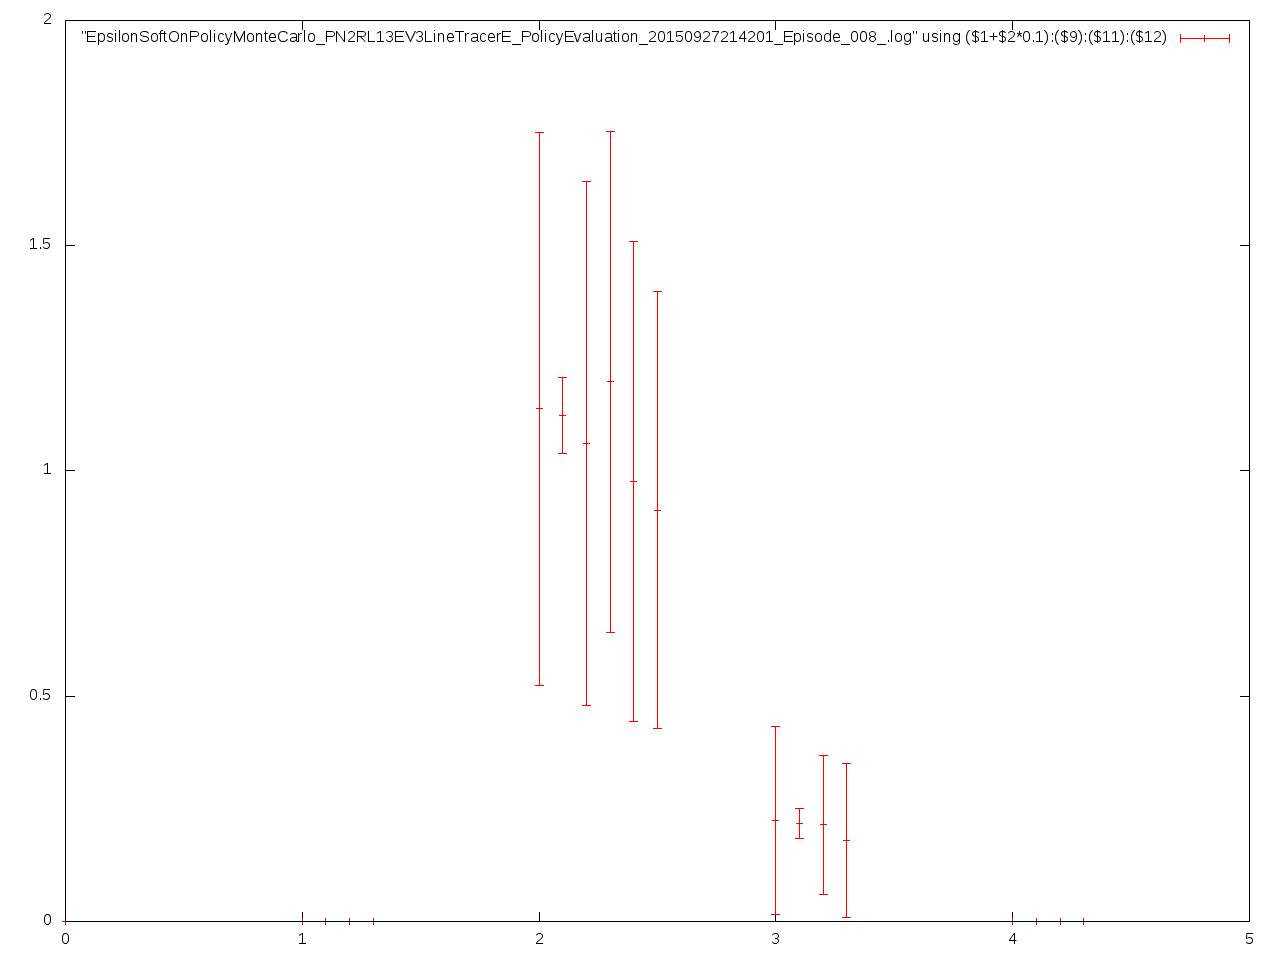 2
"EpsilonSoftOnPolicyMonteCarlo_PN2RL13EV3LineTracerE_PolicyEvaluation_20150927214201_Episode_008_.log" using ($1+$2*0.1):($9):($11):($12)
1.5
1
0.5
0
0 1 2 3 4 5